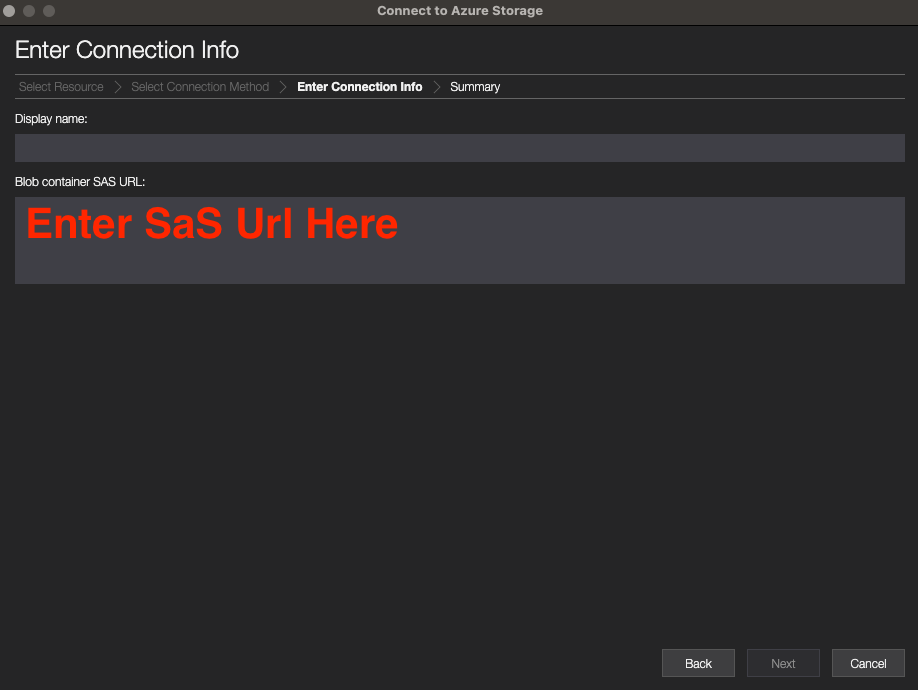 Connect to Azure Storage
Enter Connection Info
Select Resource Select Connection Method Enter Connection Info Summary
Display name:
Blob container SAS URL:
Enter SaS Url Here
Back Next Cancel